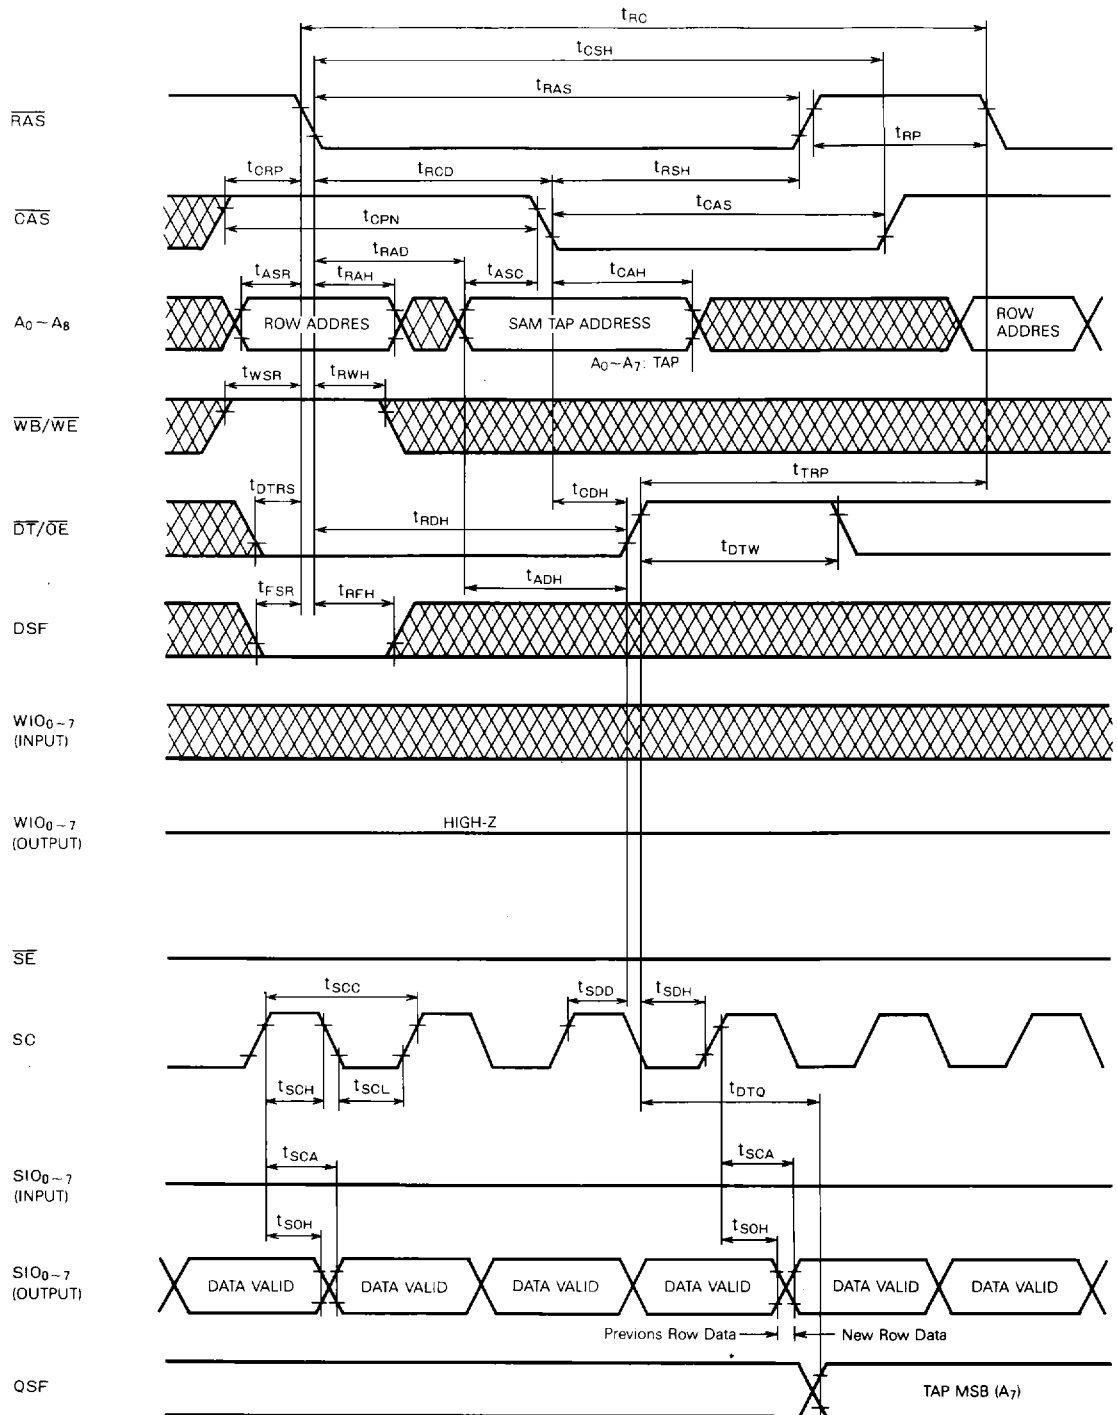 tRC
tCSH
tRAS
RAS
tRP
tCRP
tRCD
tRSH
CAS
tCPN
tCAS
tRAD
tASR
tRAH
tASC
tCAH
A0~A8
ROW ADDRES
SAM TAP ADDRESS
ROW ADDRES
A0~A7: TAP
tWSR
tRWH
WB/WE
tTRP
tDTRS
tCDH
tRDH
DT/OE
tDTW
tADH
tFSR
tRFH
DSF
WIO0~7
(INPUT)
HIGH-Z
WIO0~7
(OUTPUT)
SE
tSCC
tSDD
tSDH
SC
tSCH
tSCL
tDTQ
tSCA
tSCA
SIO0~7
(INPUT)
tSOH
tSOH
SIO0~7
(OUTPUT)
DATA VALID
DATA VALID
DATA VALID
DATA VALID
DATA VALID
DATA VALID
Previons Row Data
New Row Data
QSF
TAP MSB (A7)